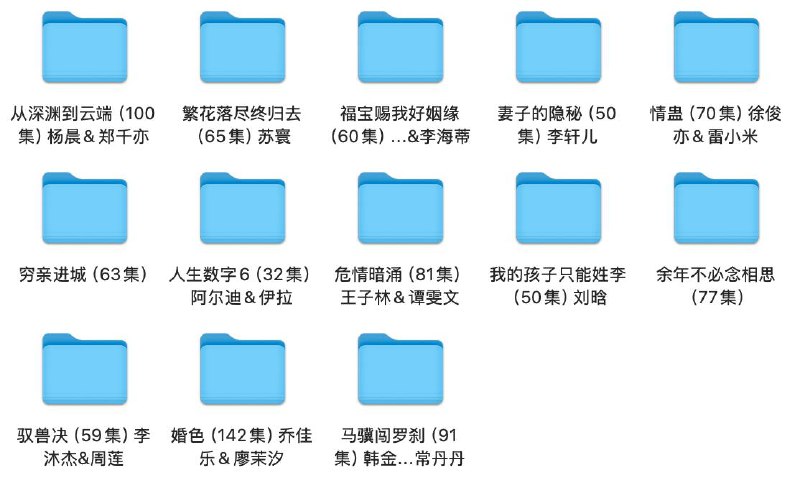 从深渊到云端（100
集）杨晨＆郑千亦
繁花落尽终归去
（65集）苏寰
福宝赐我好姻缘
（60集）…&李海蒂
妻子的隐秘（50
集）李轩儿
情蛊（70集）徐俊
亦＆雷小米
穷亲进城（63集）
人生数字6（32集）
阿尔迪＆伊拉
危情暗涌（81集）
王子林＆谭雯文
我的孩子只能姓李
（50集）刘晗
余年不必念相思
（77集）
驭兽决（59集）李
沐杰&周莲
婚色（142集）乔佳
乐＆廖茉汐
马骥闯罗刹（91
集）韩金…常丹丹